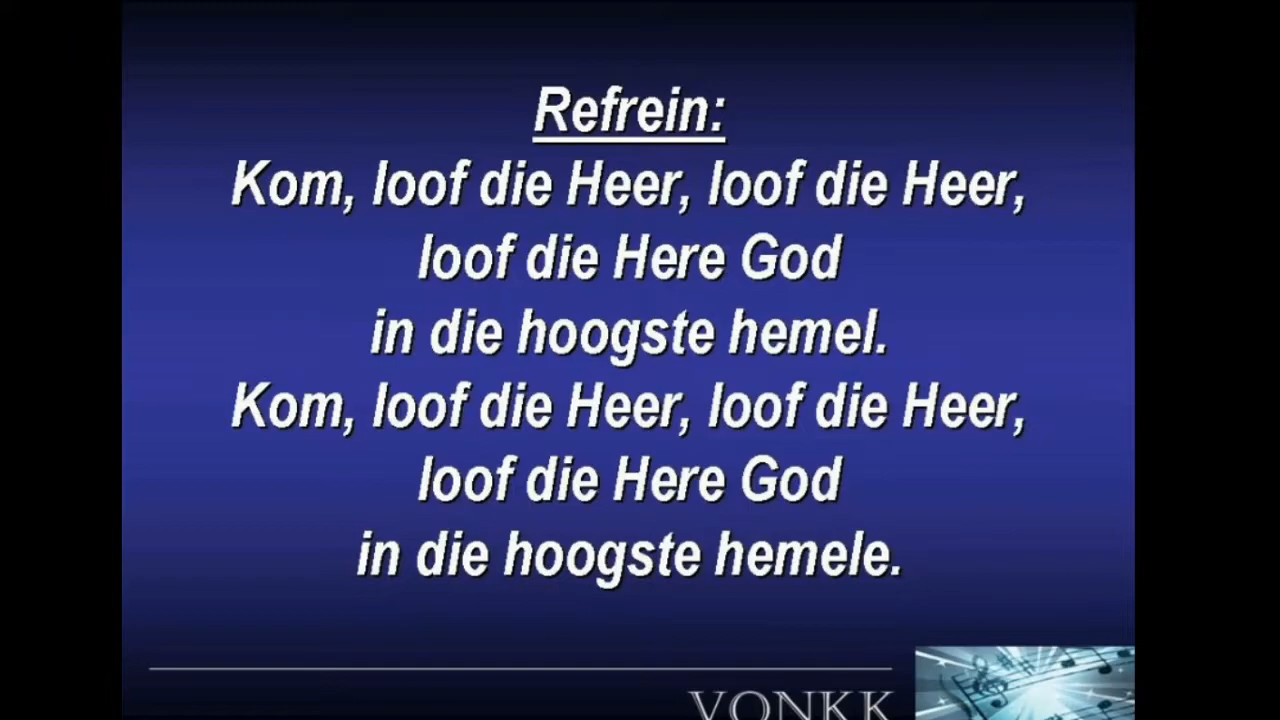 Refrein:
Kom, loof die Heer, loof die Heer,
loof die Here God
in die hoogste hemel.
Kom, loof die Heer, loof die Heer,
loof die Here God
in die hoogste hemele.
VONKK